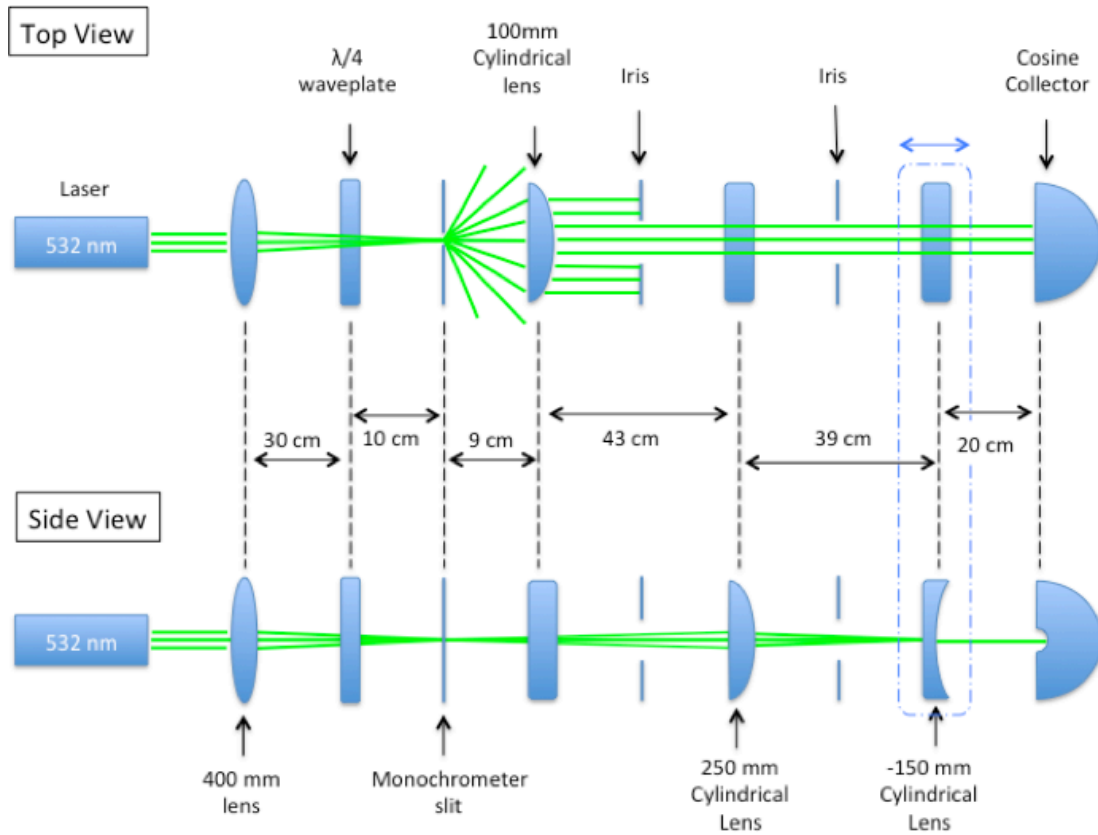 Top View
λ/4
waveplate
100mm
Cylindrical
lens
Iris
Iris
Cosine
Collector
Laser
532 nm
30 cm
10 cm
9 cm
43 cm
39 cm
20 cm
Side View
532 nm
400 mm
lens
Monochrometer
slit
250 mm
Cylindrical
Lens
-150 mm
Cylindrical
Lens